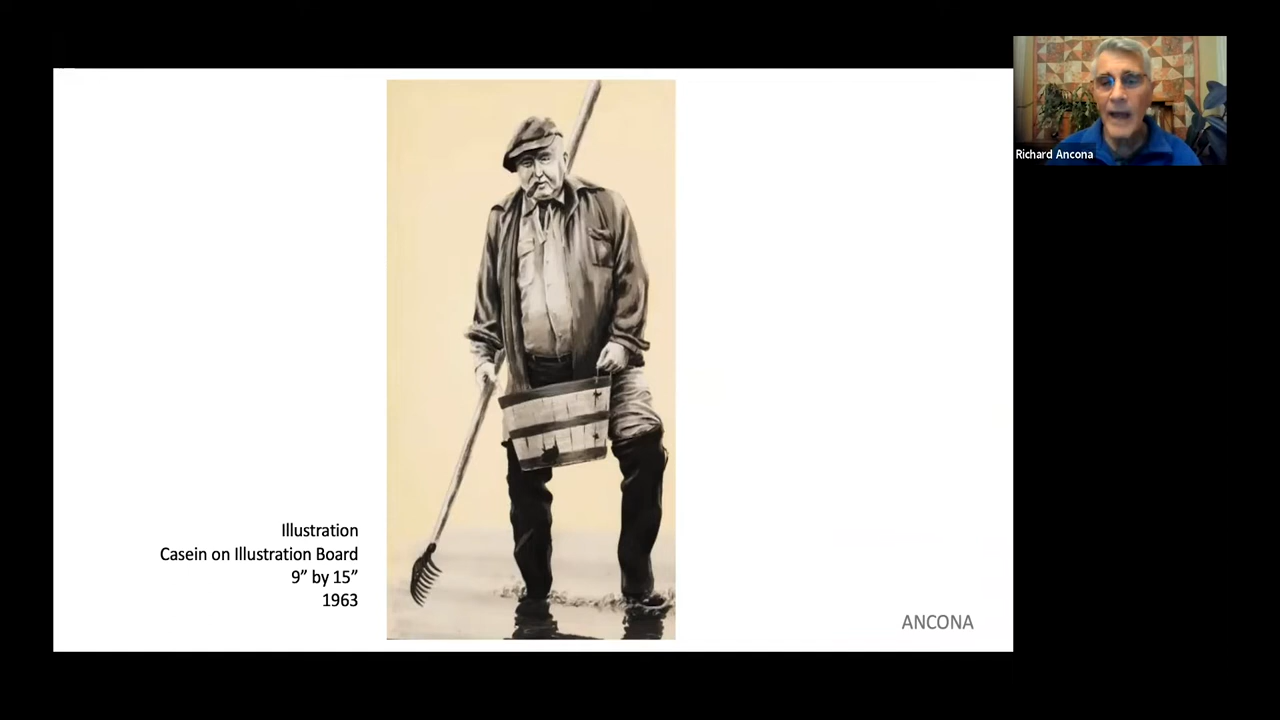 Richard Ancona
Illustration
Casein on Illustration Board
9” by 15”
1963
ANCONA